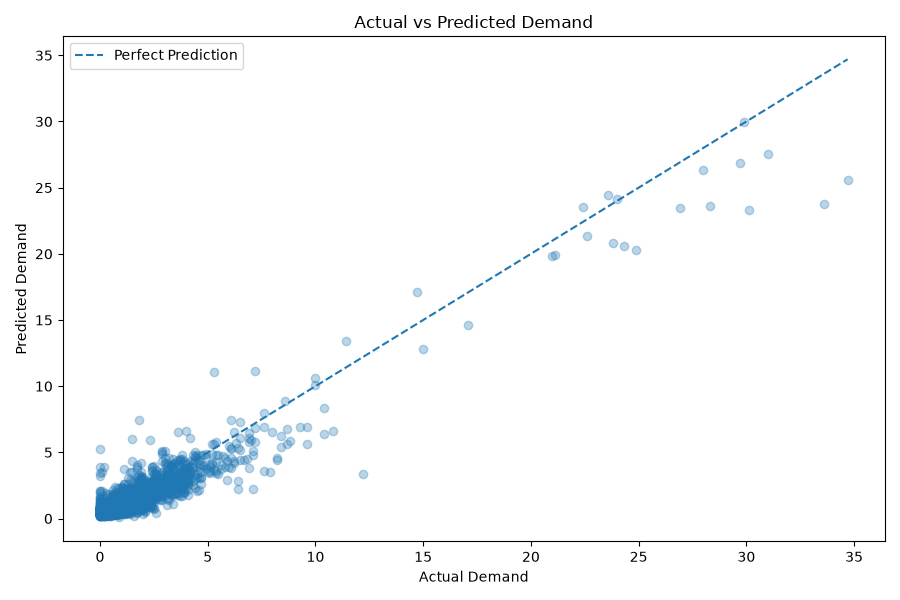 Actual vs Predicted Demand
Perfect Prediction
35
30
25
20
15
10
5
0
Predicted Demand
0 5 10 15 20 25 30 35
Actual Demand